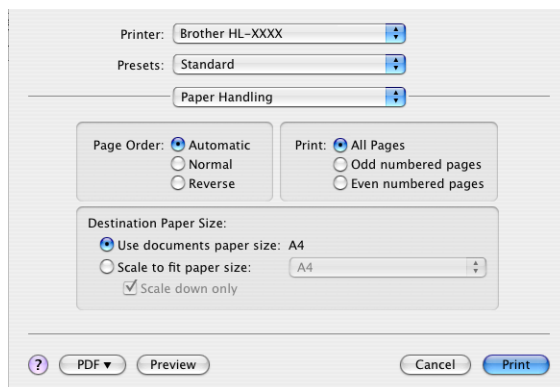 Printer: Brother HL-XXXX
Presets: Standard
Paper Handling
Page Order: Automatic
Normal
Reverse
Print: All Pages
Odd numbered pages
Even numbered pages
Destination Paper Size:
Use documents paper size: A4
Scale to fit paper size: A4
Scale down only
? PDF ▼ Preview Cancel Print